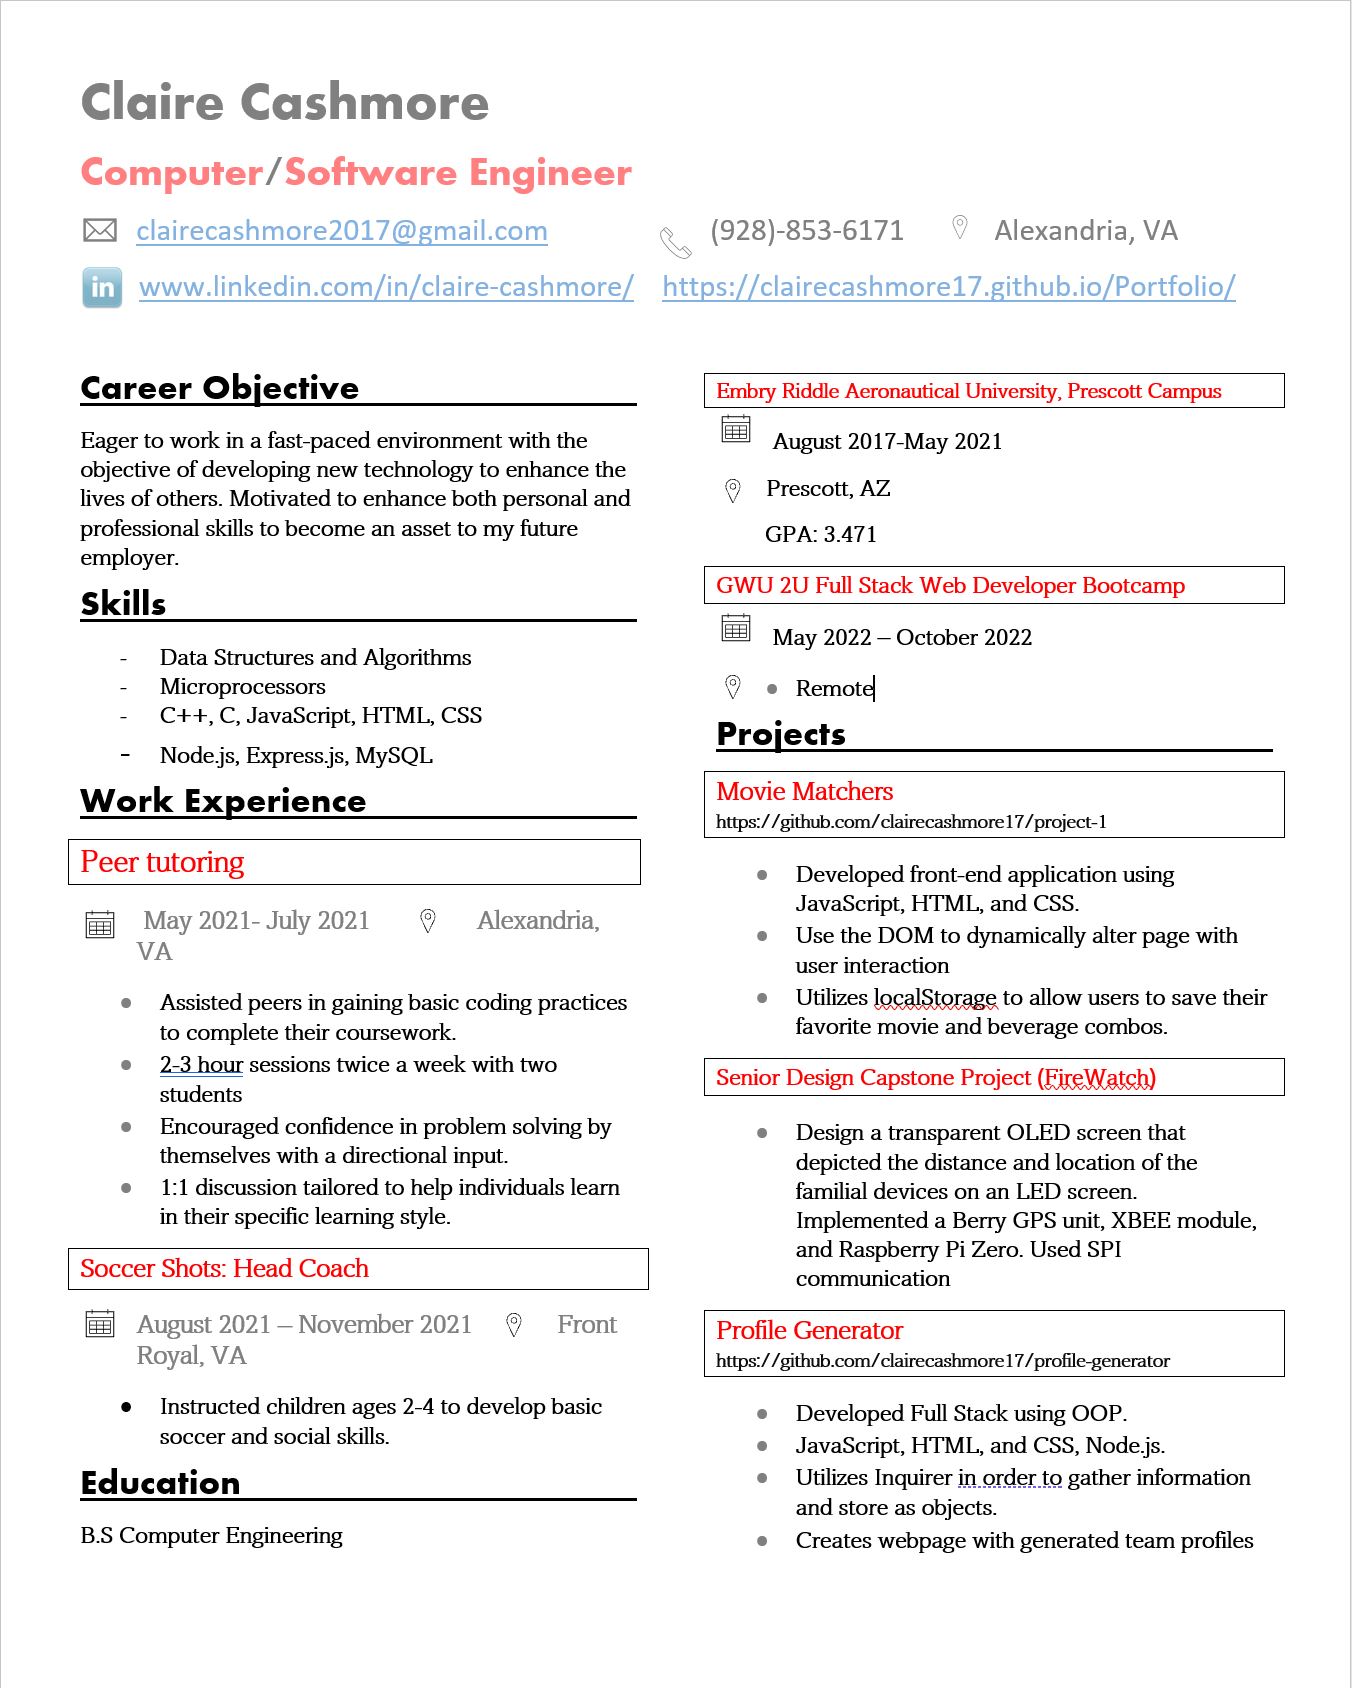 Claire Cashmore
Computer/Software Engineer
clairecashmore2017@gmail.com (928)-853-6171 Alexandria, VA
in www.linkedin.com/in/claire-cashmore/ https://clairecashmore17.github.io/Portfolio/
Career Objective
Eager to work in a fast-paced environment with the
objective of developing new technology to enhance the
lives of others. Motivated to enhance both personal and
professional skills to become an asset to my future
employer.
Skills
- Data Structures and Algorithms
- Microprocessors
- C++, C, JavaScript, HTML, CSS
- Node.js, Express.js, MySQL
Work Experience
Peer tutoring
May 2021- July 2021 Alexandria,
VA
● Assisted peers in gaining basic coding practices
to complete their coursework.
● 2-3 hour sessions twice a week with two
students
● Encouraged confidence in problem solving by
themselves with a directional input.
● 1:1 discussion tailored to help individuals learn
in their specific learning style.
Soccer Shots: Head Coach
August 2021 – November 2021 Front
Royal, VA
● Instructed children ages 2-4 to develop basic
soccer and social skills.
Education
B.S Computer Engineering
Embry Riddle Aeronautical University, Prescott Campus
August 2017-May 2021
Prescott, AZ
GPA: 3.471
GWU 2U Full Stack Web Developer Bootcamp
May 2022 – October 2022
● Remote
Projects
Movie Matchers
https://github.com/clairecashmore17/project-1
● Developed front-end application using
JavaScript, HTML, and CSS.
● Use the DOM to dynamically alter page with
user interaction
● Utilizes localStorage to allow users to save their
favorite movie and beverage combos.
Senior Design Capstone Project (FireWatch)
● Design a transparent OLED screen that
depicted the distance and location of the
familial devices on an LED screen.
Implemented a Berry GPS unit, XBEE module,
and Raspberry Pi Zero. Used SPI
communication
Profile Generator
https://github.com/clairecashmore17/profile-generator
● Developed Full Stack using OOP.
● JavaScript, HTML, and CSS, Node.js.
● Utilizes Inquirer in order to gather information
and store as objects.
● Creates webpage with generated team profiles